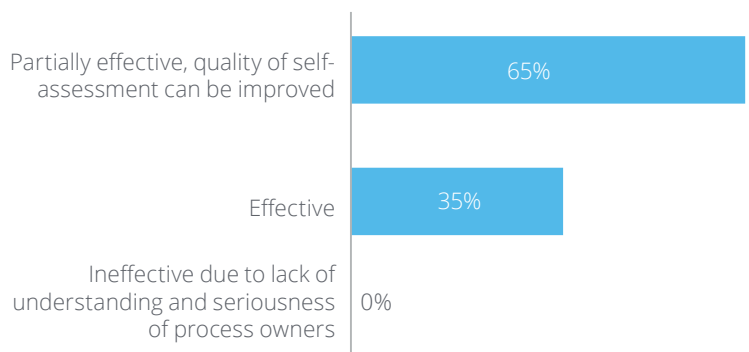 Partially effective, quality of self-
assessment can be improved
65%
Effective
35%
Ineffective due to lack of
understanding and seriousness
of process owners
0%